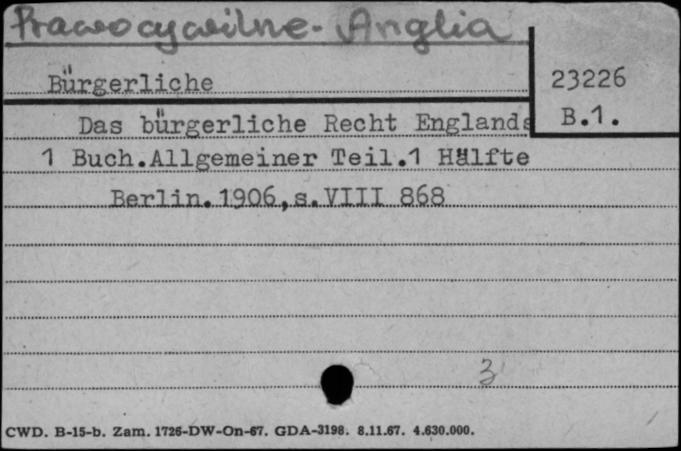 Prawo cywilne - Anglia
Bürgerliche
23226
B.1.
Das bürgerliche Recht Englands
1 Buch.Allgemeiner Teil.1 Hälfte
Berlin.1906,s.VIII 868
3
CWD. B-15-b. Zam. 1726-DW-On-67. GDA-3198. 8.11.67. 4.630.000.